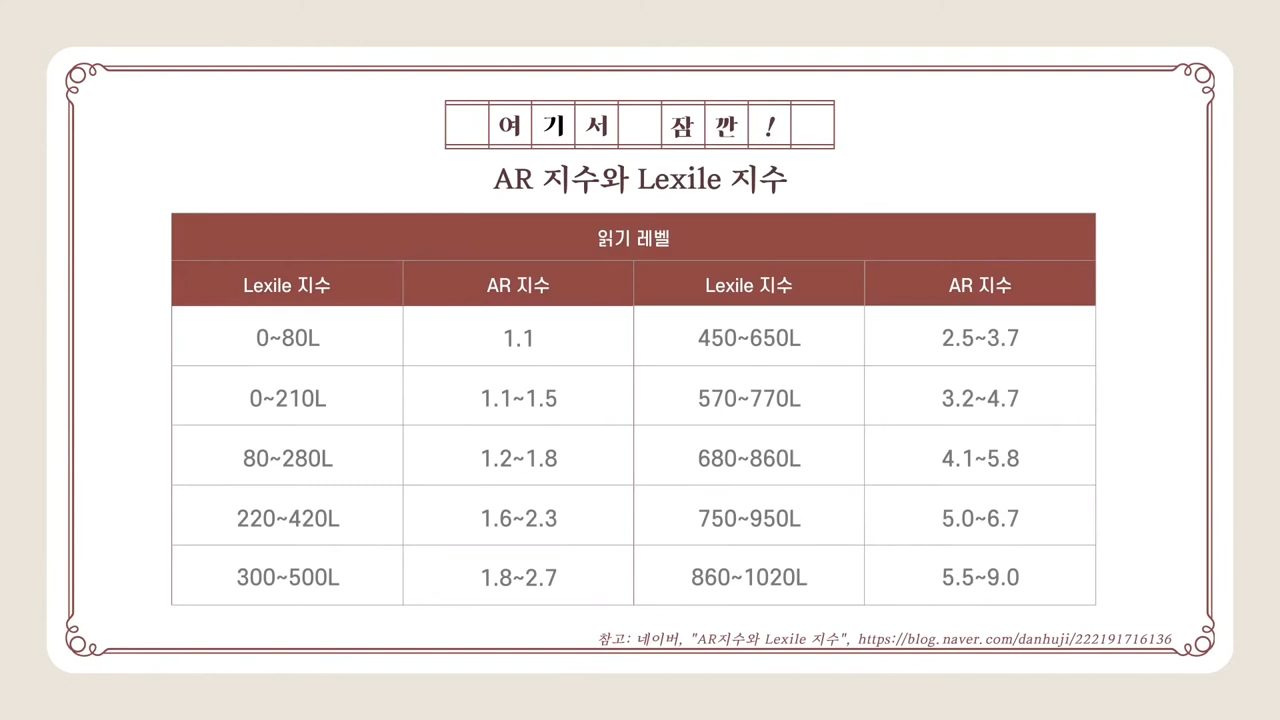 여기서 잠깐!
AR 지수와 Lexile 지수
읽기 레벨
Lexile 지수 AR 지수 Lexile 지수 AR 지수
0~80L 1.1 450~650L 2.5~3.7
0~210L 1.1~1.5 570~770L 3.2~4.7
80~280L 1.2~1.8 680~860L 4.1~5.8
220~420L 1.6~2.3 750~950L 5.0~6.7
300~500L 1.8~2.7 860~1020L 5.5~9.0
참고: 네이버, "AR지수와 Lexile 지수", https://blog.naver.com/danhuji/222191716136